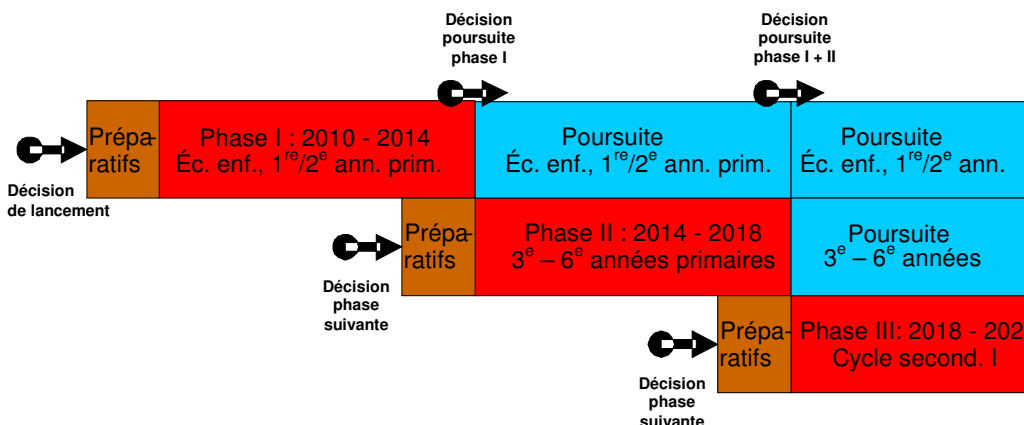 Décision
poursuite
phase I
Décision
poursuite
phase I + II
Prépa-
ratifs
Phase I : 2010 - 2014
Éc. enf., 1re/2e ann. prim.
Poursuite
Éc. enf., 1re/2e ann. prim.
Poursuite
Éc. enf., 1re/2e ann.
Décision
de lancement
Prépa-
ratifs
Phase II : 2014 - 2018
3e – 6e années primaires
Poursuite
3e – 6e années
Décision
phase
suivante
Prépa-
ratifs
Phase III: 2018 - 202
Cycle second. I
Décision
phase
suivante